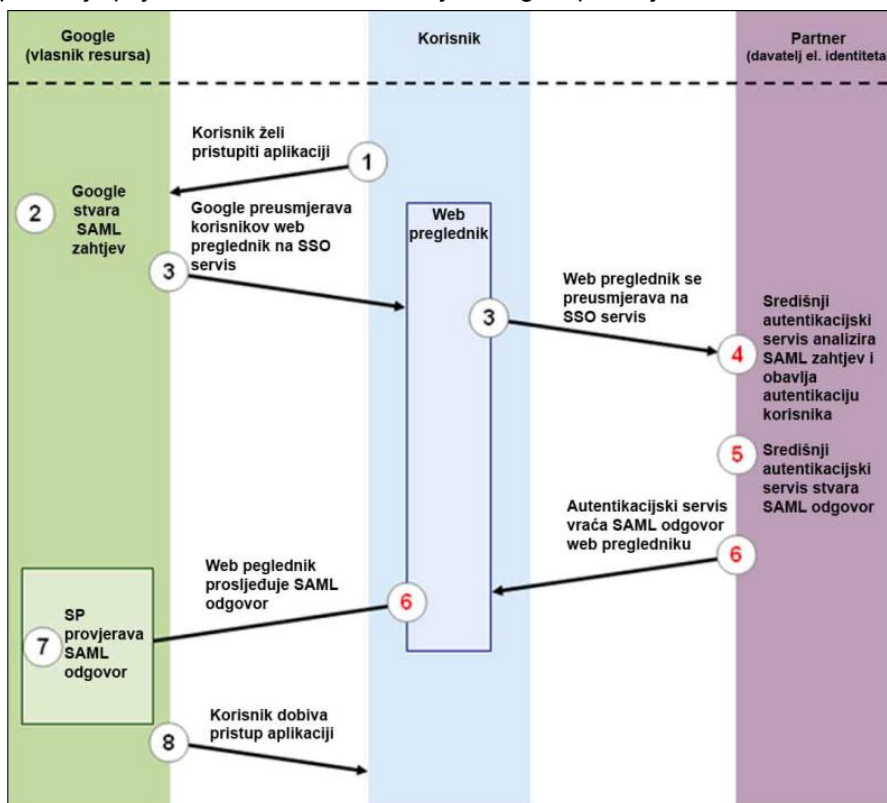 Google
(vlasnik resursa)
Korisnik
Partner
(davatelj el. identiteta)
Korisnik želi
pristupiti aplikaciji
1
2
Google
stvara
SAML
zahtjev
Google preusmjerava
korisnikov web
preglednik na SSO
servis
3
Web
preglednik
3
Web preglednik se
preusmjerava na
SSO servis
4
Središnji
autentikacijski
servis analizira
SAML zahtjev i
obavlja
autentikaciju
korisnika
5
Središnji
autentikacijski
servis stvara
SAML odgovor
Autentikacijski servis
vraća SAML odgovor
web pregledniku
6
Web peglednik
prosljeđuje SAML
odgovor
6
7
SP
provjerava
SAML
odgovor
8
Korisnik dobiva
pristup aplikaciji